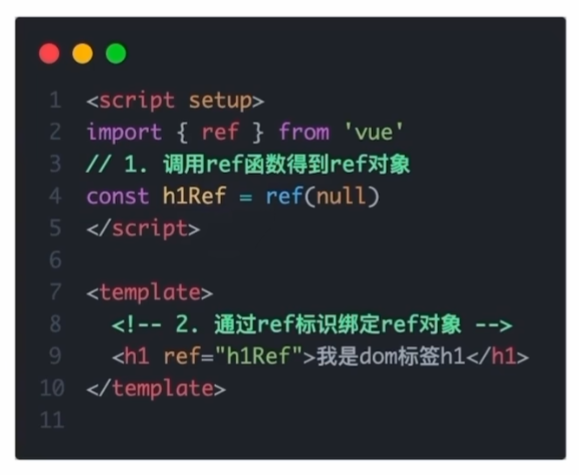 1 <script setup>
2 import { ref } from 'vue'
3 // 1. 调用ref函数得到ref对象
4 const h1Ref = ref(null)
5 </script>
6
7 <template>
8   <!-- 2. 通过ref标识绑定ref对象 -->
9   <h1 ref="h1Ref">我是dom标签h1</h1>
10 </template>
11